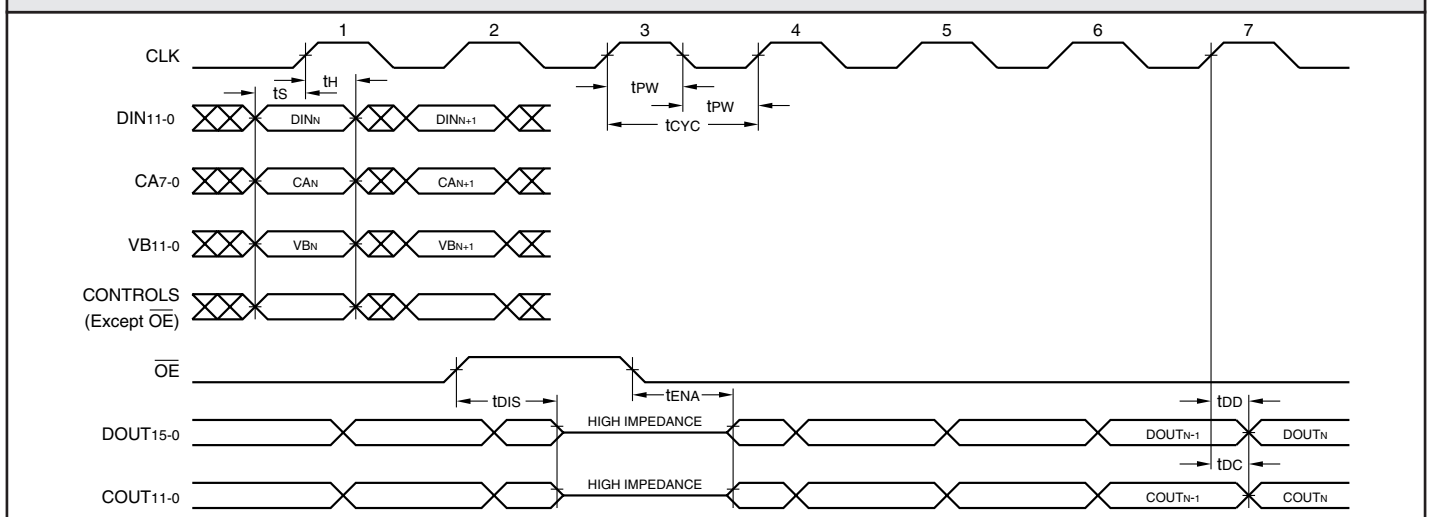 1 2 3 4 5 6 7
CLK
tS tH
tPW
tPW
tCYC
DIN11-0 DINN DINN+1
CA7-0 CAN CAN+1
VB11-0 VBN VBN+1
CONTROLS
(Except OE)
OE
tDIS tENA tDD
DOUT15-0 HIGH IMPEDANCE DOUTN-1 DOUTN
tDC
COUT11-0 HIGH IMPEDANCE COUTN-1 COUTN